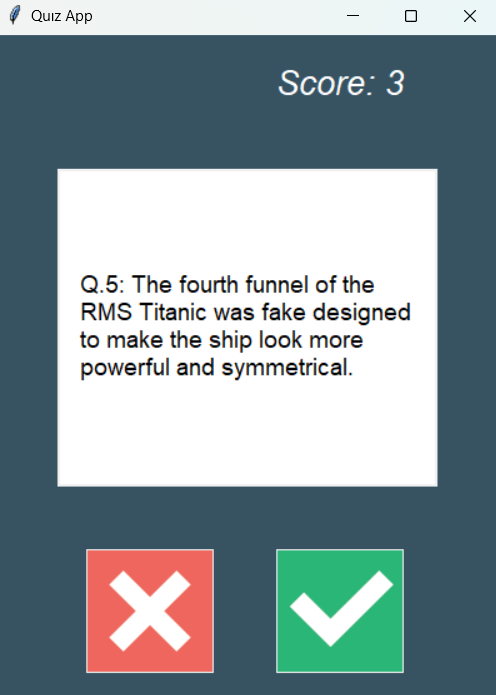 Quiz App
Score: 3
Q.5: The fourth funnel of the
RMS Titanic was fake designed
to make the ship look more
powerful and symmetrical.